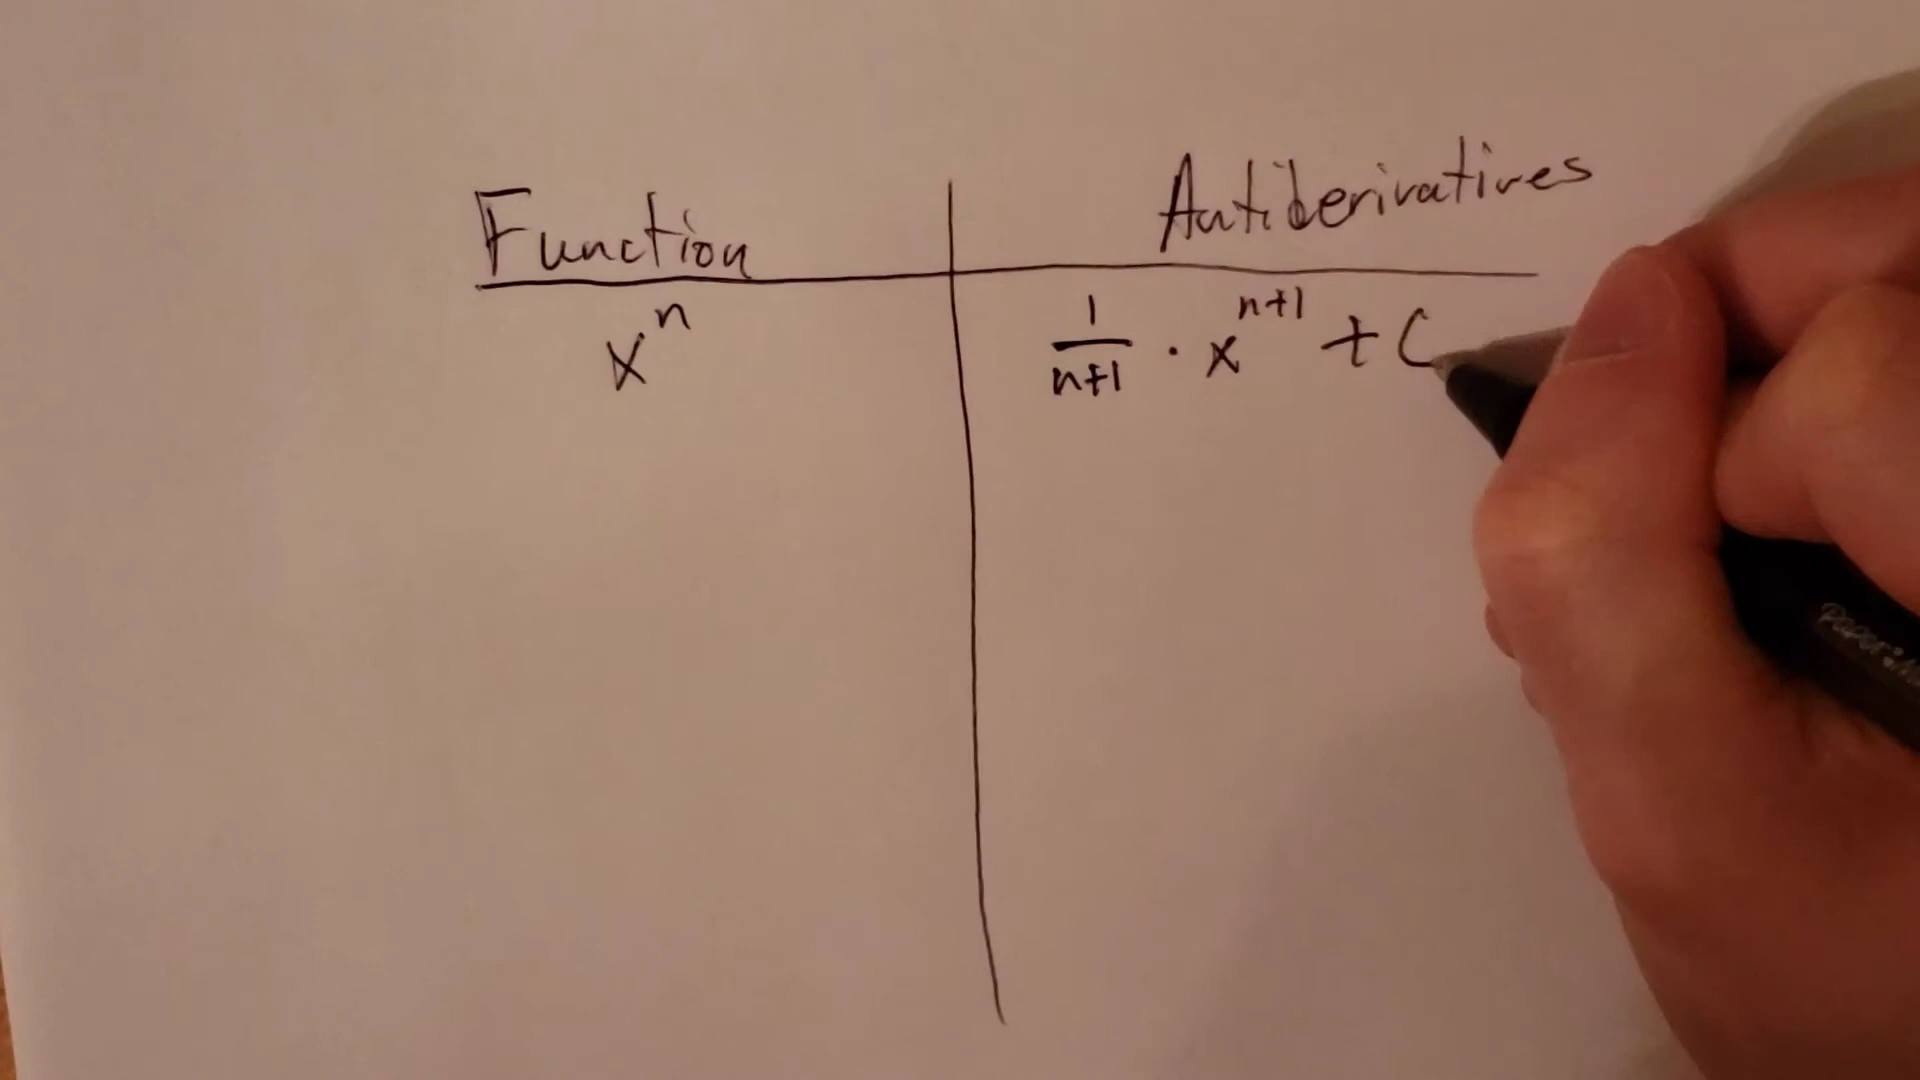 Function Antiderivatives
x^n 1/(n+1) · x^(n+1) + C